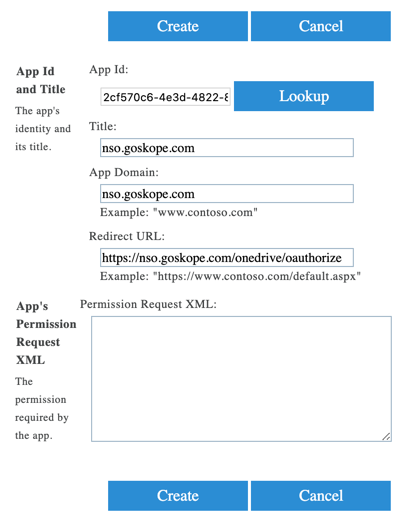 Create
Cancel
App Id
and Title
The app's
identity and
its title.
App Id:
2cf570c6-4e3d-4822-8
Lookup
Title:
nso.goskope.com
App Domain:
nso.goskope.com
Example: "www.contoso.com"
Redirect URL:
https://nso.goskope.com/onedrive/oauthorize
Example: "https://www.contoso.com/default.aspx"
App's
Permission
Request
XML
The
permission
required by
the app.
Permission Request XML:
Create
Cancel